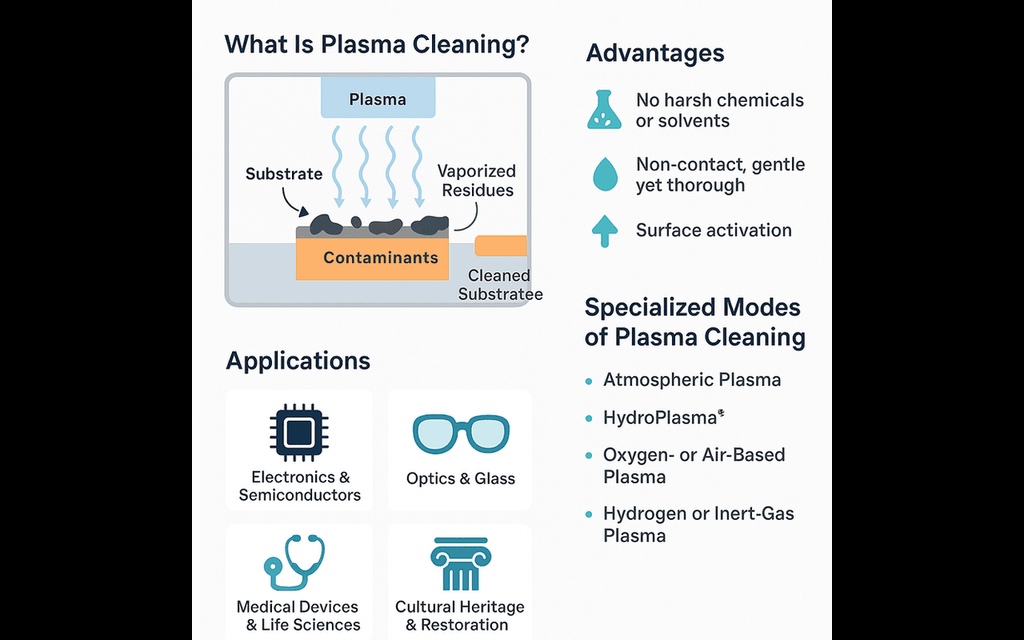 What Is Plasma Cleaning?
Plasma
Substrate
Vaporized
Residues
Contaminants
Cleaned
Substratee
Applications
Electronics &
Semiconductors
Optics & Glass
Medical Devices
& Life Sciences
Cultural Heritage
& Restoration
Advantages
No harsh chemicals
or solvents
Non-contact, gentle
yet thorough
Surface activation
Specialized Modes
of Plasma Cleaning
• Atmospheric Plasma
• HydroPlasma
• Oxygen- or Air-Based
Plasma
• Hydrogen or Inert-Gas
Plasma